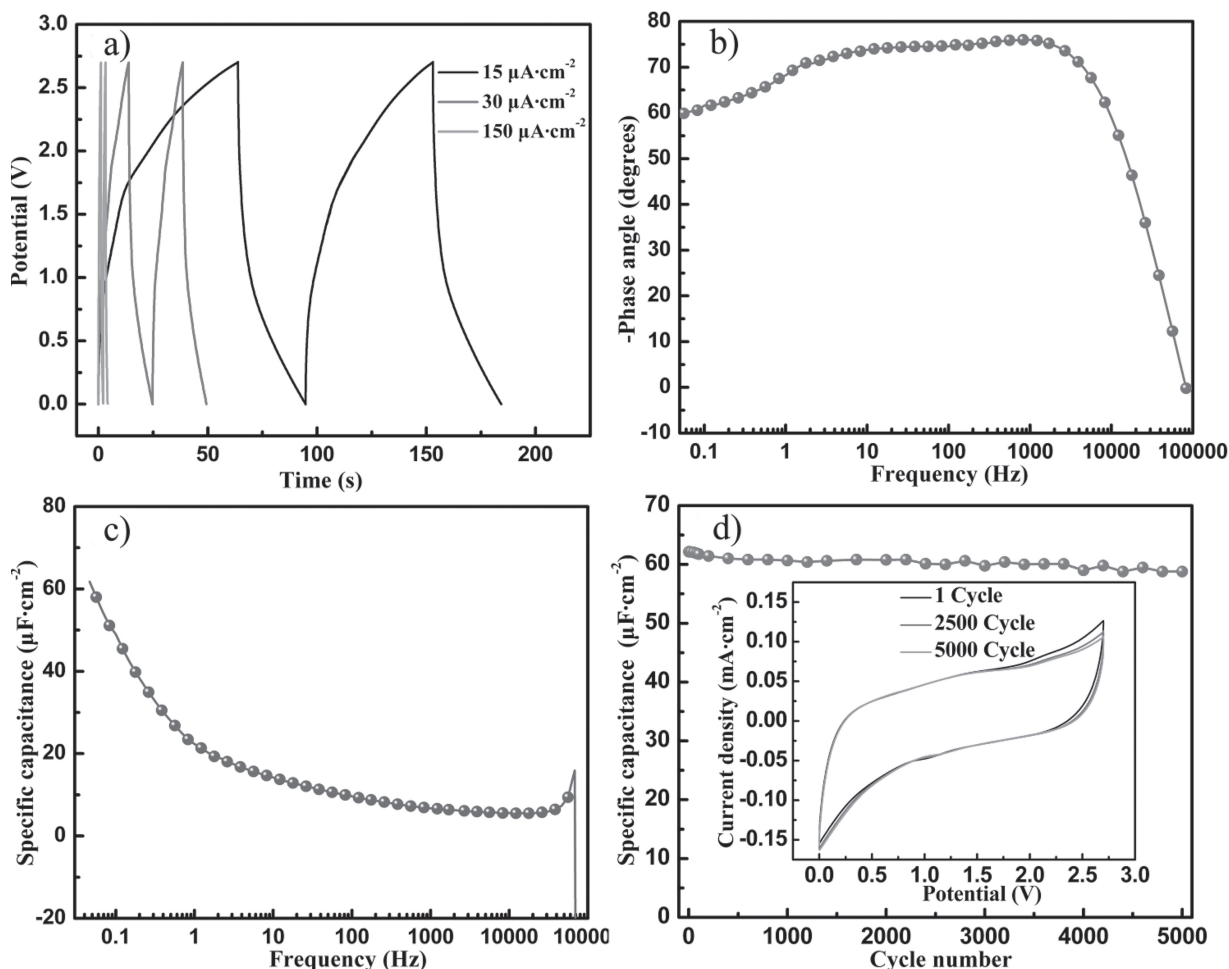 a)
3.0
2.5
2.0
1.5
1.0
0.5
0.0
Potential (V)
15 μA·cm⁻²
30 μA·cm⁻²
150 μA·cm⁻²
0 50 100 150 200
Time (s)
b)
80
70
60
50
40
30
20
10
0
-10
-Phase angle (degrees)
0.1 1 10 100 1000 10000 100000
Frequency (Hz)
c)
80
60
40
20
0
-20
Specific capacitance (μF·cm⁻²)
0.1 1 10 100 1000 10000 10000
Frequency (Hz)
d)
70
60
50
40
30
20
10
0
Specific capacitance (μF·cm⁻²)
0.15
0.10
0.05
0.00
-0.05
-0.10
-0.15
Current density (mA·cm⁻²)
1 Cycle
2500 Cycle
5000 Cycle
0.0 0.5 1.0 1.5 2.0 2.5 3.0
Potential (V)
0 1000 2000 3000 4000 5000
Cycle number